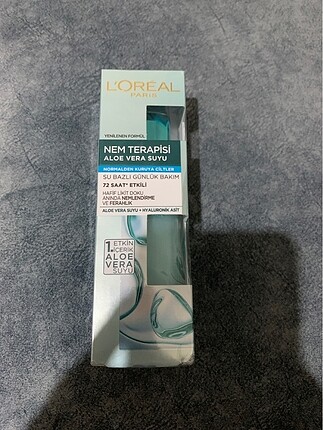 L'ORÉAL
PARIS
YENİLENEN FORMÜL
NEM TERAPİSİ
ALOE VERA SUYU
NORMALDEN KURUYA CİLTLER
SU BAZLI GÜNLÜK BAKIM
72 SAAT* ETKİLİ
HAFİF LİKİT DOKU
ANINDA NEMLENDİRME
VE FERAHLIK
ALOE VERA SUYU + HYALURONİK ASİT
1. ETKİN
İÇERİK
ALOE
VERA
SUYU